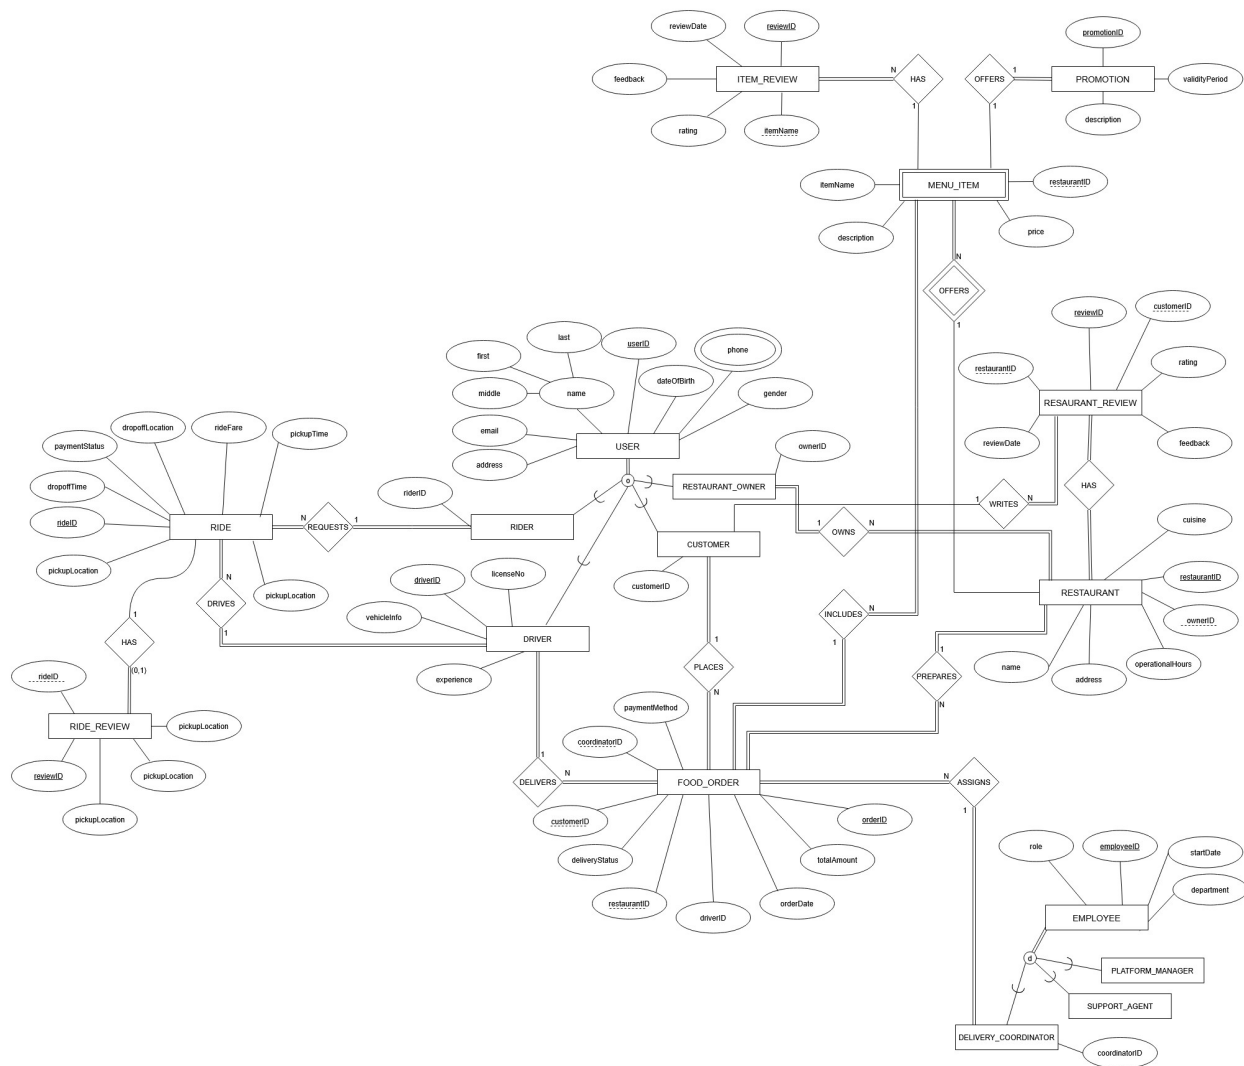 reviewDate
reviewID
feedback
ITEM_REVIEW
rating
itemName
N
HAS
1
promotionID
OFFERS
1
1
PROMOTION
validityPeriod
description
itemName
MENU_ITEM
restaurantID
description
price
N
OFFERS
1
reviewID
customerID
restaurantID
rating
RESAURANT_REVIEW
reviewDate
feedback
last
userID
phone
first
dateOfBirth
middle
name
gender
email
USER
address
o
ownerID
RESTAURANT_OWNER
riderID
RIDER
CUSTOMER
customerID
1
WRITES
N
HAS
1
OWNS
N
dropoffLocation
rideFare
pickupTime
paymentStatus
dropoffTime
rideID
RIDE
N
REQUESTS
1
pickupLocation
pickupLocation
N
DRIVES
1
licenseNo
driverID
vehicleInfo
DRIVER
experience
cuisine
restaurantID
RESTAURANT
ownerID
name
address
operationalHours
INCLUDES
N
1
1
PREPARES
N
1
PLACES
N
1
HAS
(0,1)
rideID
RIDE_REVIEW
pickupLocation
reviewID
pickupLocation
pickupLocation
paymentMethod
coordinatorID
1
DELIVERS
N
FOOD_ORDER
N
ASSIGNS
1
customerID
orderID
deliveryStatus
totalAmount
restaurantID
driverID
orderDate
role
employeeID
startDate
department
EMPLOYEE
d
PLATFORM_MANAGER
SUPPORT_AGENT
DELIVERY_COORDINATOR
coordinatorID